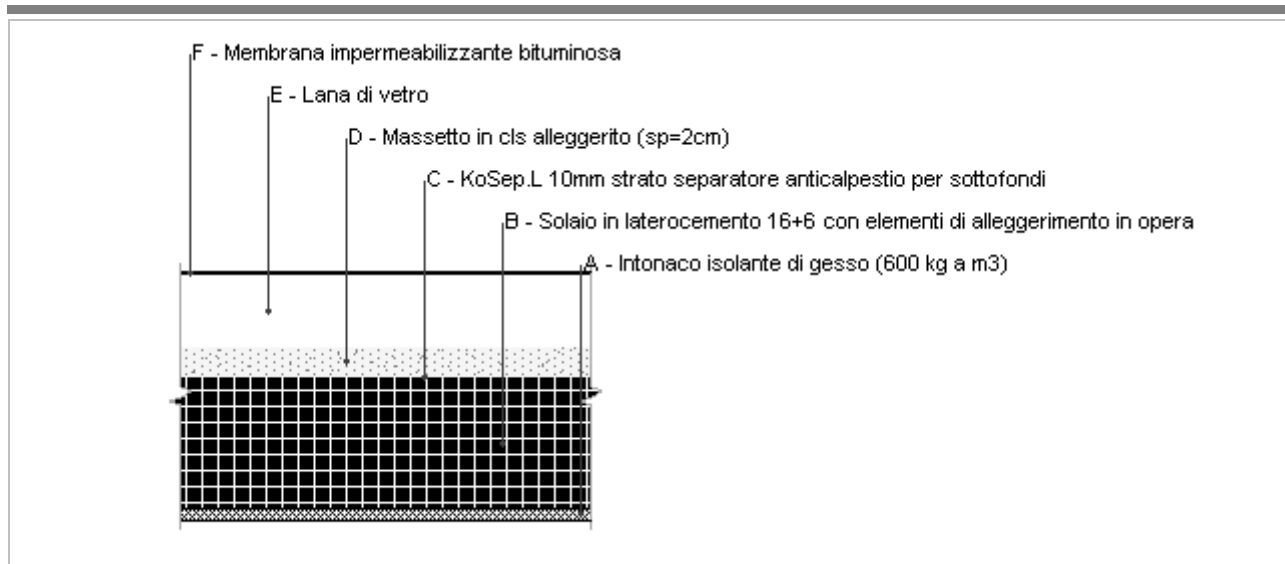 F - Membrana impermeabilizzante bituminosa
E - Lana di vetro
D - Massetto in cls alleggerito (sp=2cm)
C - KoSep.L 10mm strato separatore anticalpestio per sottofondi
B - Solaio in laterocemento 16+6 con elementi di alleggerimento in opera
A - Intonaco isolante di gesso (600 kg a m3)